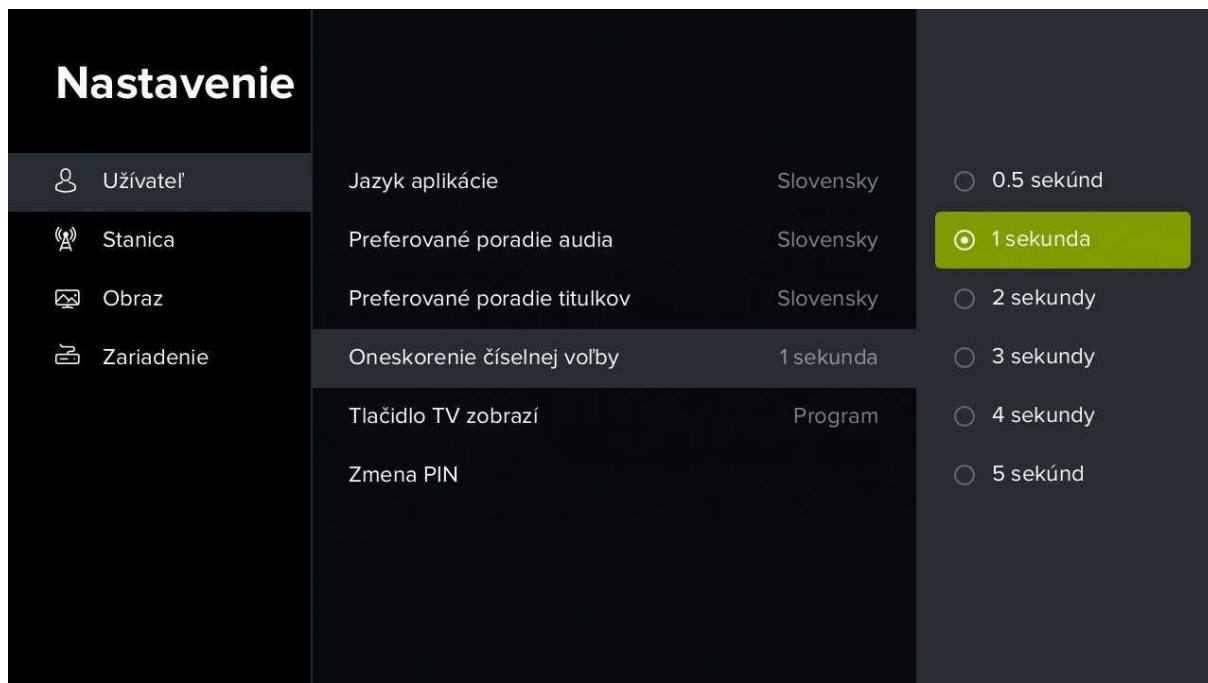 Nastavenie
Užívateľ
Stanica
Obraz
Zariadenie
Jazyk aplikácie Slovensky
Preferované poradie audia Slovensky
Preferované poradie titulkov Slovensky
Oneskorenie číselnej voľby 1 sekunda
Tlačidlo TV zobrazí Program
Zmena PIN
0.5 sekúnd
1 sekunda
2 sekundy
3 sekundy
4 sekundy
5 sekúnd